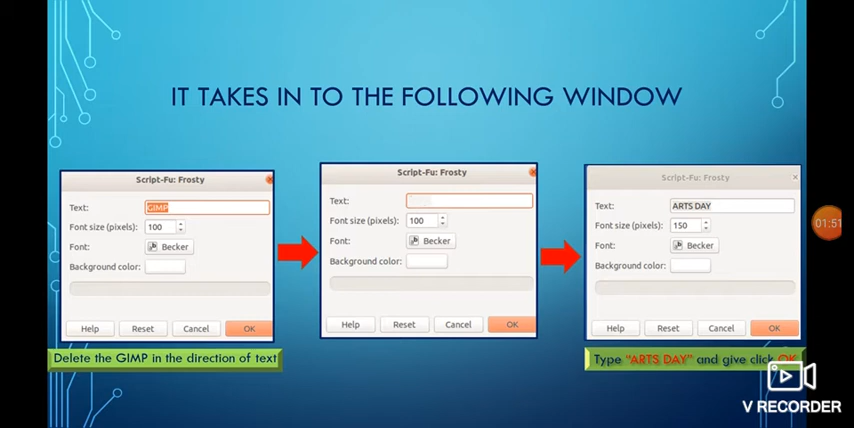 IT TAKES IN TO THE FOLLOWING WINDOW
Script-Fu: Frosty
Text: GIMP
Font size (pixels): 100
Font: Becker
Background color:
Help Reset Cancel OK
Delete the GIMP in the direction of text
Script-Fu: Frosty
Text:
Font size (pixels): 100
Font: Becker
Background color:
Help Reset Cancel OK
Script-Fu: Frosty
Text: ARTS DAY
Font size (pixels): 150
Font: Becker
Background color:
Help Reset Cancel OK
Type "ARTS DAY" and give click OK
01:51
V RECORDER